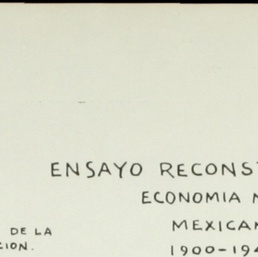 ENSAYO RECONS
ECONOMIA
MEXICAN
DE LA
CION.
1900-194